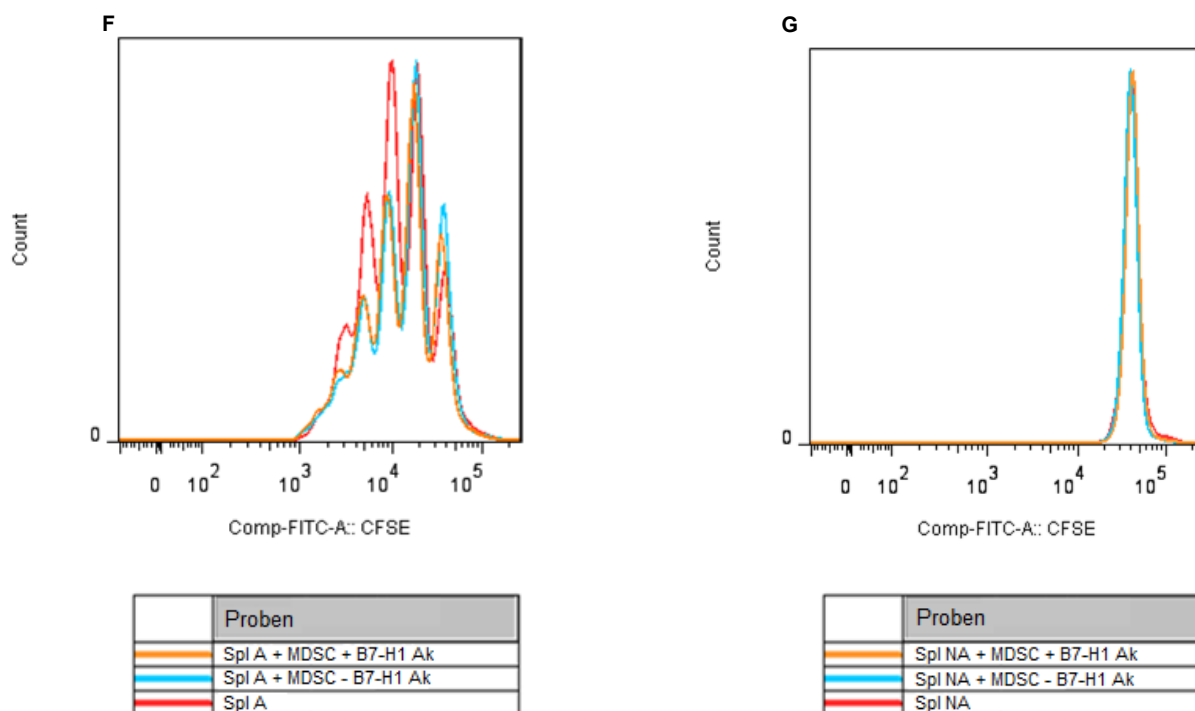 F
Count
0
0 10^2 10^3 10^4 10^5
Comp-FITC-A:: CFSE
Proben
Spl A + MDSC + B7-H1 Ak
Spl A + MDSC - B7-H1 Ak
Spl A
G
Count
0
0 10^2 10^3 10^4 10^5
Comp-FITC-A:: CFSE
Proben
Spl NA + MDSC + B7-H1 Ak
Spl NA + MDSC - B7-H1 Ak
Spl NA